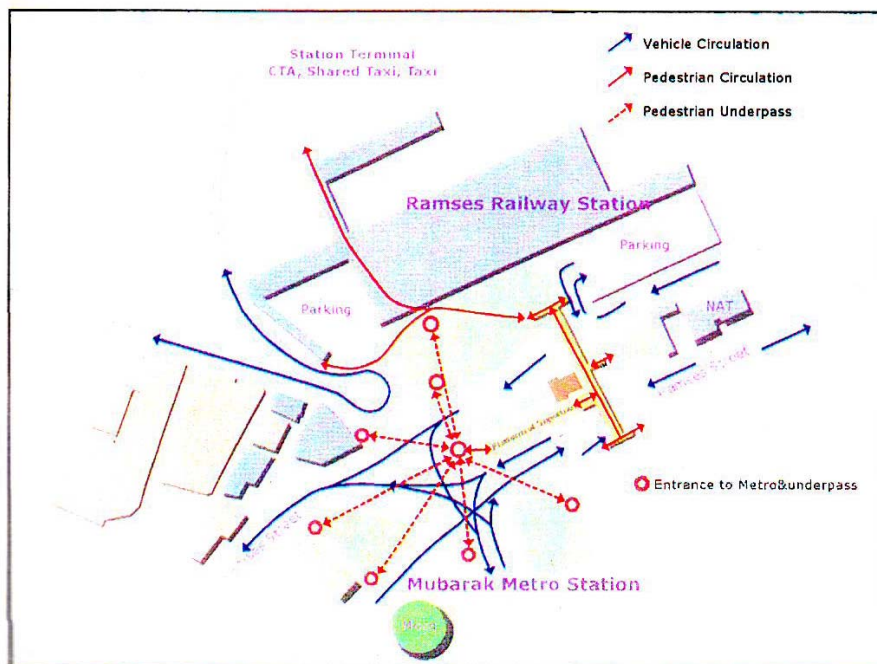 Station Terminal
CTA, Shared Taxi, Taxi
Vehicle Circulation
Pedestrian Circulation
Pedestrian Underpass
Ramses Railway Station
Parking
Parking
NAT
Ramses Street
Entrance to Metro&underpass
Street
Mubarak Metro Station